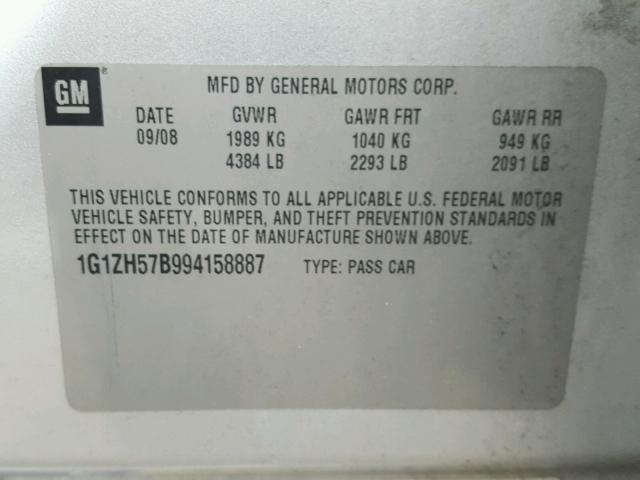 GM ®
MFD BY GENERAL MOTORS CORP.
DATE GVWR GAWR FRT GAWR RR
09/08 1989 KG 1040 KG 949 KG
4384 LB 2293 LB 2091 LB
THIS VEHICLE CONFORMS TO ALL APPLICABLE U.S. FEDERAL MOTOR
VEHICLE SAFETY, BUMPER, AND THEFT PREVENTION STANDARDS IN
EFFECT ON THE DATE OF MANUFACTURE SHOWN ABOVE.
1G1ZH57B994158887 TYPE: PASS CAR